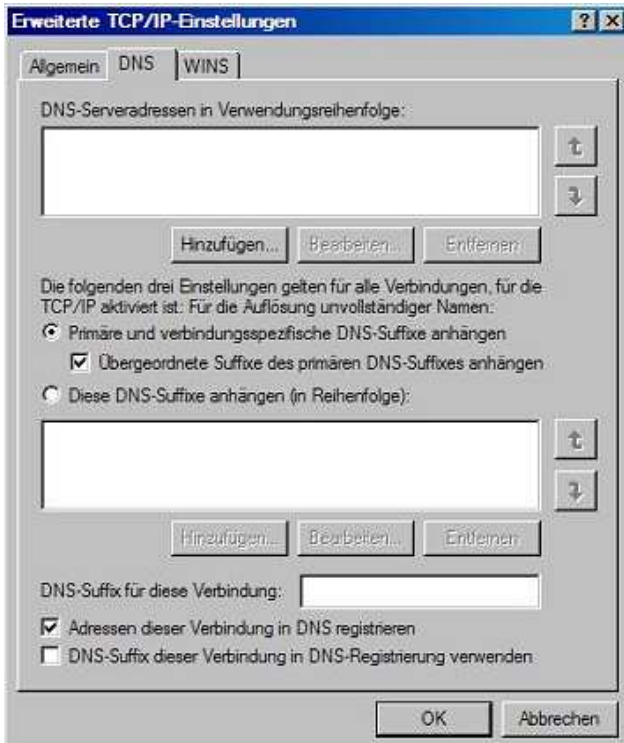 Erweiterte TCP/IP-Einstellungen
Allgemein DNS WINS
DNS-Serveradressen in Verwendungsreihenfolge:
Hinzufügen... Bearbeiten... Entfernen
Die folgenden drei Einstellungen gelten für alle Verbindungen, für die
TCP/IP aktiviert ist: Für die Auflösung unvollständiger Namen:
Primäre und verbindungsspezifische DNS-Suffixe anhängen
Übergeordnete Suffixe des primären DNS-Suffixes anhängen
Diese DNS-Suffixe anhängen (in Reihenfolge):
Hinzufügen... Bearbeiten... Entfernen
DNS-Suffix für diese Verbindung:
Adressen dieser Verbindung in DNS registrieren
DNS-Suffix dieser Verbindung in DNS-Registrierung verwenden
OK Abbrechen